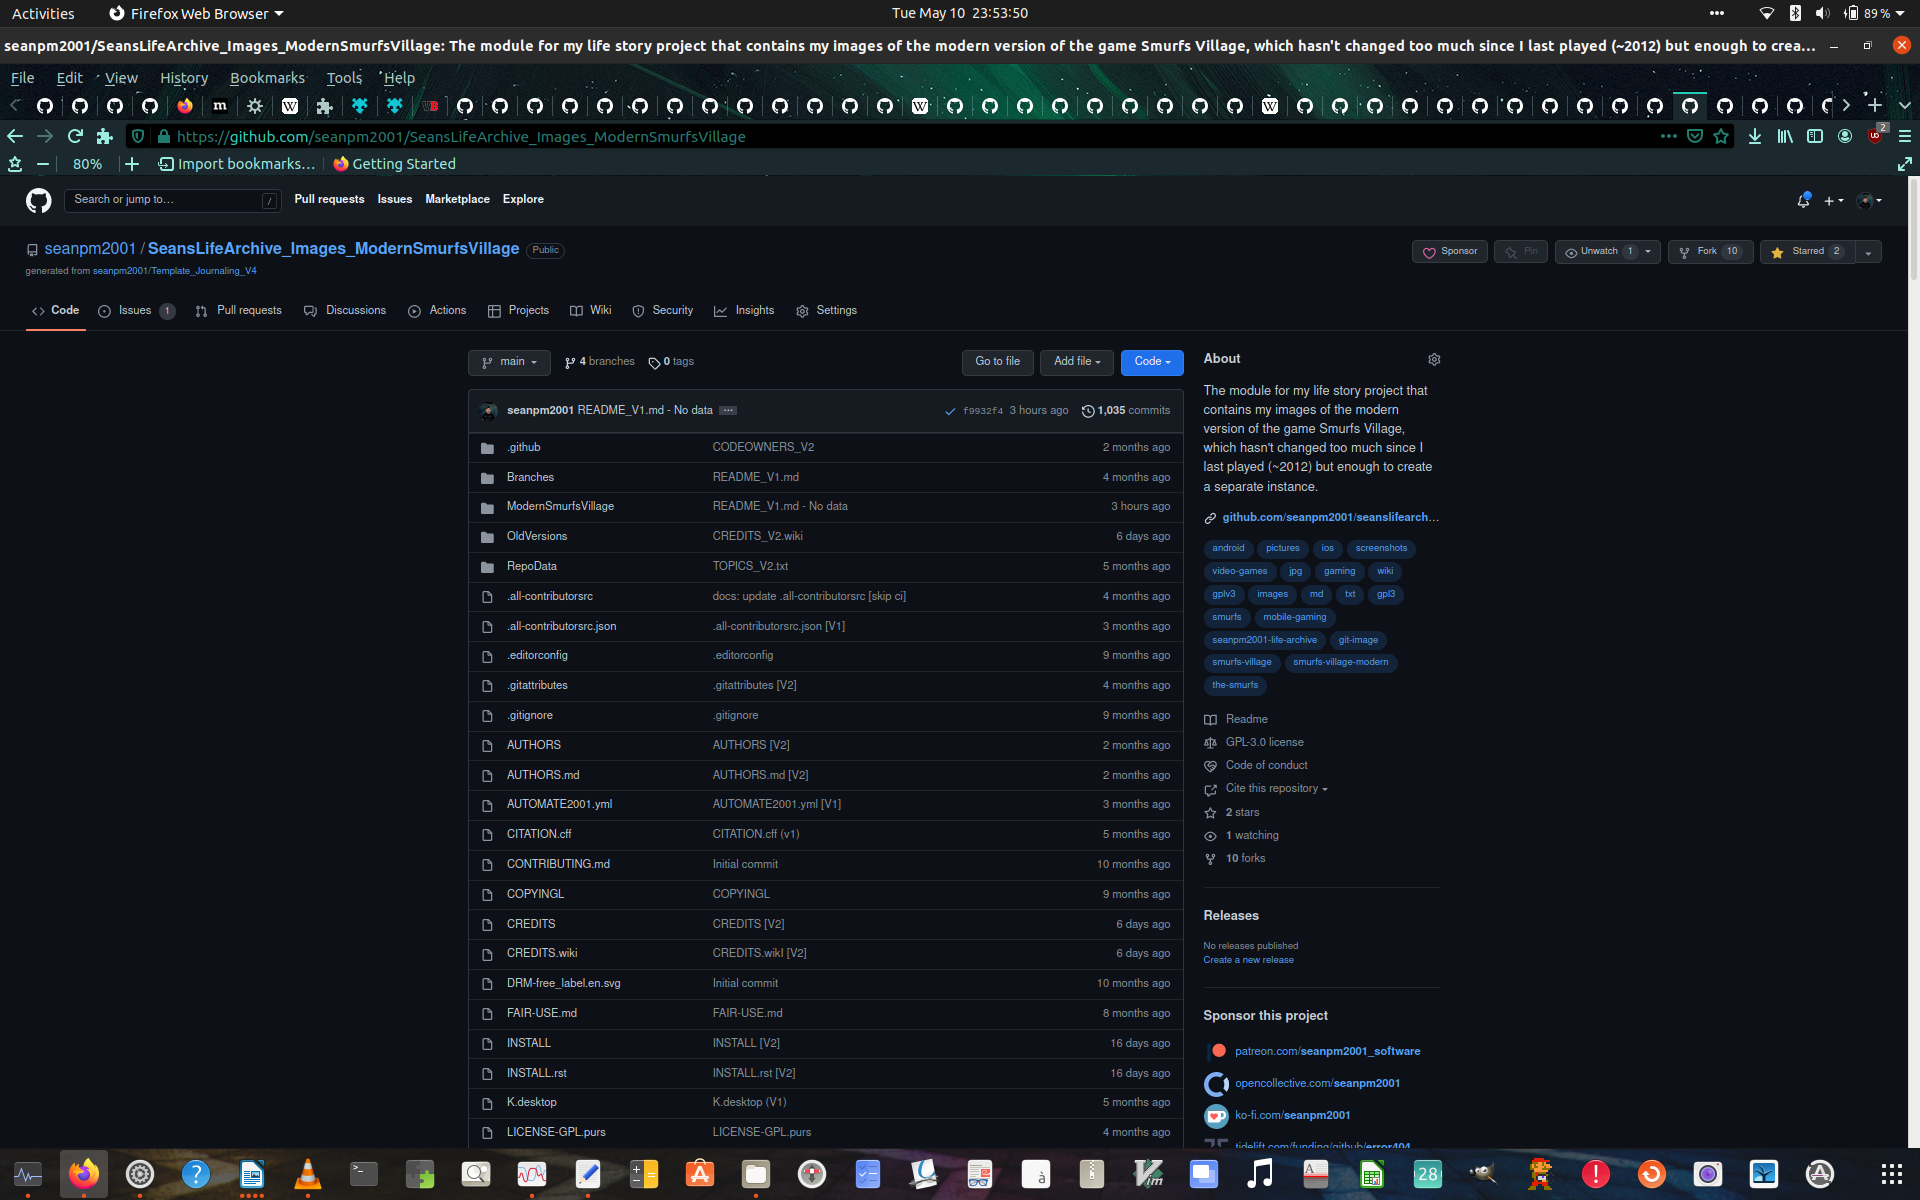 Activities
Firefox Web Browser
Tue May 10 23:53:50
89 %
seanpm2001/SeansLifeArchive_Images_ModernSmurfsVillage: The module for my life story project that contains my images of the modern version of the game Smurfs Village, which hasn't changed too much since I last played (~2012) but enough to crea…
File Edit View History Bookmarks Tools Help
https://github.com/seanpm2001/SeansLifeArchive_Images_ModernSmurfsVillage
2
80%
Import bookmarks…
Getting Started
Search or jump to…
/
Pull requests
Issues
Marketplace
Explore
seanpm2001 / SeansLifeArchive_Images_ModernSmurfsVillage
Public
generated from seanpm2001/Template_Journaling_V4
Sponsor
Pin
Unwatch 1
Fork 10
Starred 2
Code
Issues 1
Pull requests
Discussions
Actions
Projects
Wiki
Security
Insights
Settings
main
4 branches
0 tags
Go to file
Add file
Code
seanpm2001 README_V1.md - No data
f9932f4 3 hours ago
1,035 commits
.github CODEOWNERS_V2 2 months ago
Branches README_V1.md 4 months ago
ModernSmurfsVillage README_V1.md - No data 3 hours ago
OldVersions CREDITS_V2.wiki 6 days ago
RepoData TOPICS_V2.txt 5 months ago
.all-contributorsrc docs: update .all-contributorsrc [skip ci] 4 months ago
.all-contributorsrc.json .all-contributorsrc.json [V1] 3 months ago
.editorconfig .editorconfig 9 months ago
.gitattributes .gitattributes [V2] 4 months ago
.gitignore .gitignore 9 months ago
AUTHORS AUTHORS [V2] 2 months ago
AUTHORS.md AUTHORS.md [V2] 2 months ago
AUTOMATE2001.yml AUTOMATE2001.yml [V1] 3 months ago
CITATION.cff CITATION.cff (v1) 5 months ago
CONTRIBUTING.md Initial commit 10 months ago
COPYINGL COPYINGL 9 months ago
CREDITS CREDITS [V2] 6 days ago
CREDITS.wiki CREDITS.wikI [V2] 6 days ago
DRM-free_label.en.svg Initial commit 10 months ago
FAIR-USE.md FAIR-USE.md 8 months ago
INSTALL INSTALL [V2] 16 days ago
INSTALL.rst INSTALL.rst [V2] 16 days ago
K.desktop K.desktop (V1) 5 months ago
LICENSE-GPL.purs LICENSE-GPL.purs 4 months ago
About
The module for my life story project that
contains my images of the modern
version of the game Smurfs Village,
which hasn't changed too much since I
last played (~2012) but enough to create
a separate instance.
github.com/seanpm2001/seanslifearch…
android pictures ios screenshots
video-games jpg gaming wiki
gplv3 images md txt gpl3
smurfs mobile-gaming
seanpm2001-life-archive git-image
smurfs-village smurfs-village-modern
the-smurfs
Readme
GPL-3.0 license
Code of conduct
Cite this repository
2 stars
1 watching
10 forks
Releases
No releases published
Create a new release
Sponsor this project
patreon.com/seanpm2001_software
opencollective.com/seanpm2001
ko-fi.com/seanpm2001
tidelift.com/funding/github/error404
28